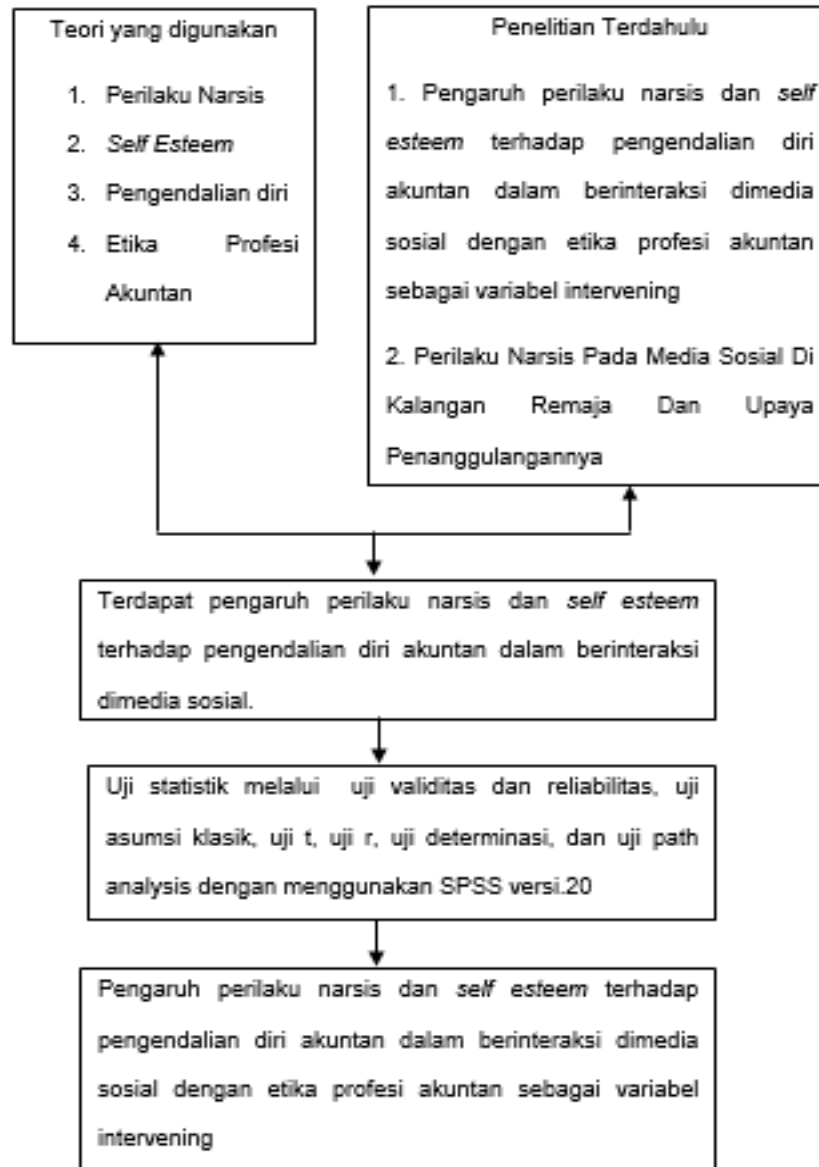 Teori yang digunakan
1. Perilaku Narsis
2. Self Esteem
3. Pengendalian diri
4. Etika Profesi
Akuntan
Penelitian Terdahulu
1. Pengaruh perilaku narsis dan self
esteem terhadap pengendalian diri
akuntan dalam berinteraksi dimedia
sosial dengan etika profesi akuntan
sebagai variabel intervening
2. Perilaku Narsis Pada Media Sosial Di
Kalangan Remaja Dan Upaya
Penanggulangannya
Terdapat pengaruh perilaku narsis dan self esteem
terhadap pengendalian diri akuntan dalam berinteraksi
dimedia sosial.
Uji statistik melalui uji validitas dan reliabilitas, uji
asumsi klasik, uji t, uji r, uji determinasi, dan uji path
analysis dengan menggunakan SPSS versi.20
Pengaruh perilaku narsis dan self esteem terhadap
pengendalian diri akuntan dalam berinteraksi dimedia
sosial dengan etika profesi akuntan sebagai variabel
intervening